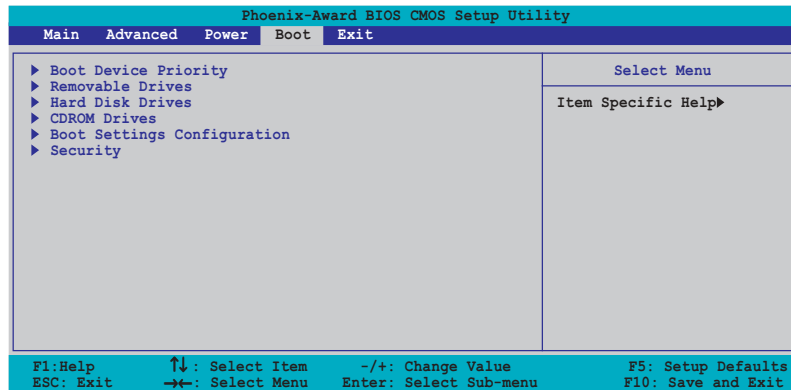 Phoenix-Award BIOS CMOS Setup Utility
Main Advanced Power Boot Exit
Boot Device Priority
Removable Drives
Hard Disk Drives
CDROM Drives
Boot Settings Configuration
Security
Select Menu
Item Specific Help
F1:Help ↑↓: Select Item -/+: Change Value F5: Setup Defaults
ESC: Exit →←: Select Menu Enter: Select Sub-menu F10: Save and Exit